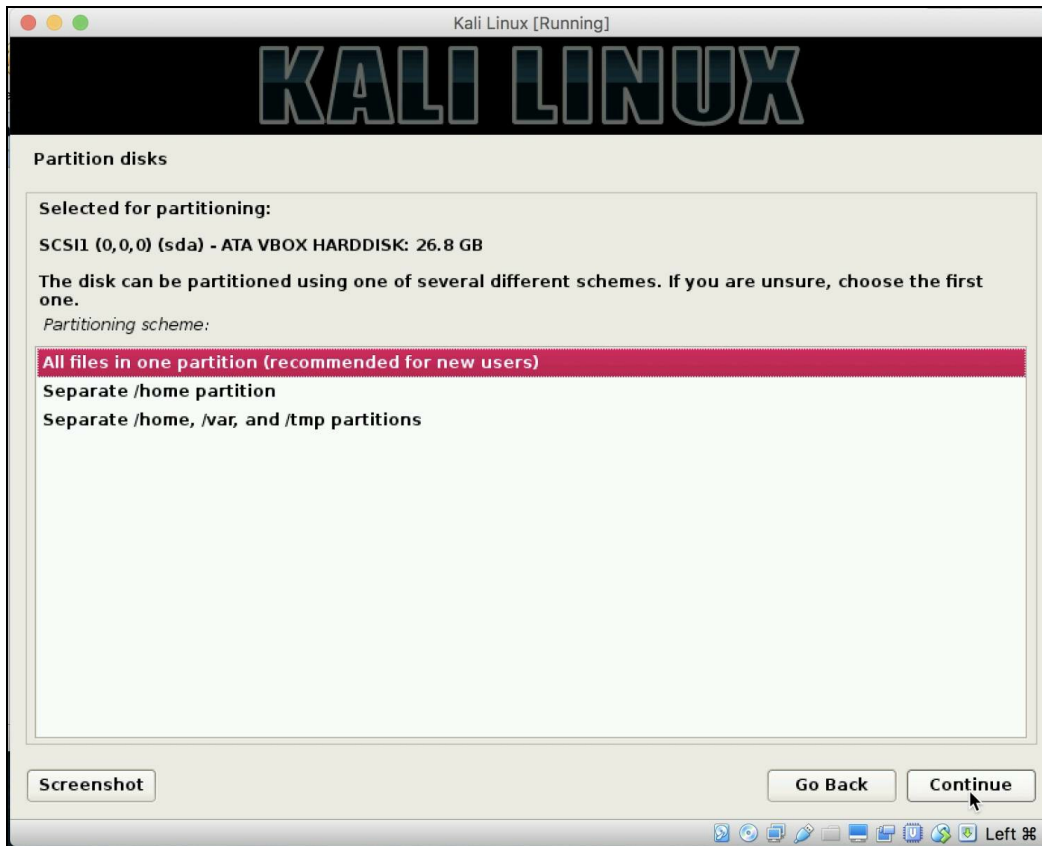 Kali Linux [Running]
KALI LINUX
Partition disks
Selected for partitioning:
SCSI1 (0,0,0) (sda) - ATA VBOX HARDDISK: 26.8 GB
The disk can be partitioned using one of several different schemes. If you are unsure, choose the first
one.
Partitioning scheme:
All files in one partition (recommended for new users)
Separate /home partition
Separate /home, /var, and /tmp partitions
Screenshot
Go Back
Continue
Left ⌘